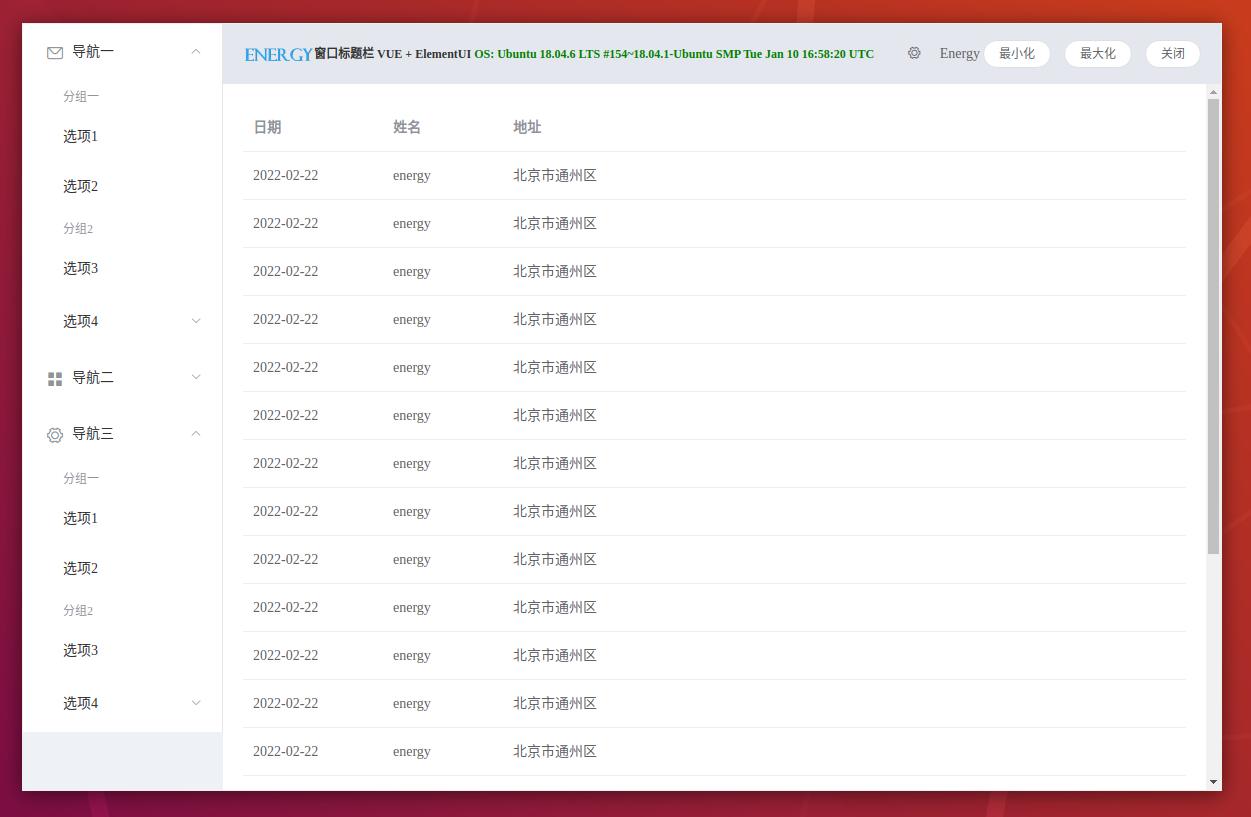 导航一
分组一
选项1
选项2
分组2
选项3
选项4
导航二
导航三
分组一
选项1
选项2
分组2
选项3
选项4
ENERGY 窗口标题栏 VUE + ElementUI OS: Ubuntu 18.04.6 LTS #154~18.04.1-Ubuntu SMP Tue Jan 10 16:58:20 UTC Energy 最小化 最大化 关闭
日期 姓名 地址
2022-02-22 energy 北京市通州区
2022-02-22 energy 北京市通州区
2022-02-22 energy 北京市通州区
2022-02-22 energy 北京市通州区
2022-02-22 energy 北京市通州区
2022-02-22 energy 北京市通州区
2022-02-22 energy 北京市通州区
2022-02-22 energy 北京市通州区
2022-02-22 energy 北京市通州区
2022-02-22 energy 北京市通州区
2022-02-22 energy 北京市通州区
2022-02-22 energy 北京市通州区
2022-02-22 energy 北京市通州区